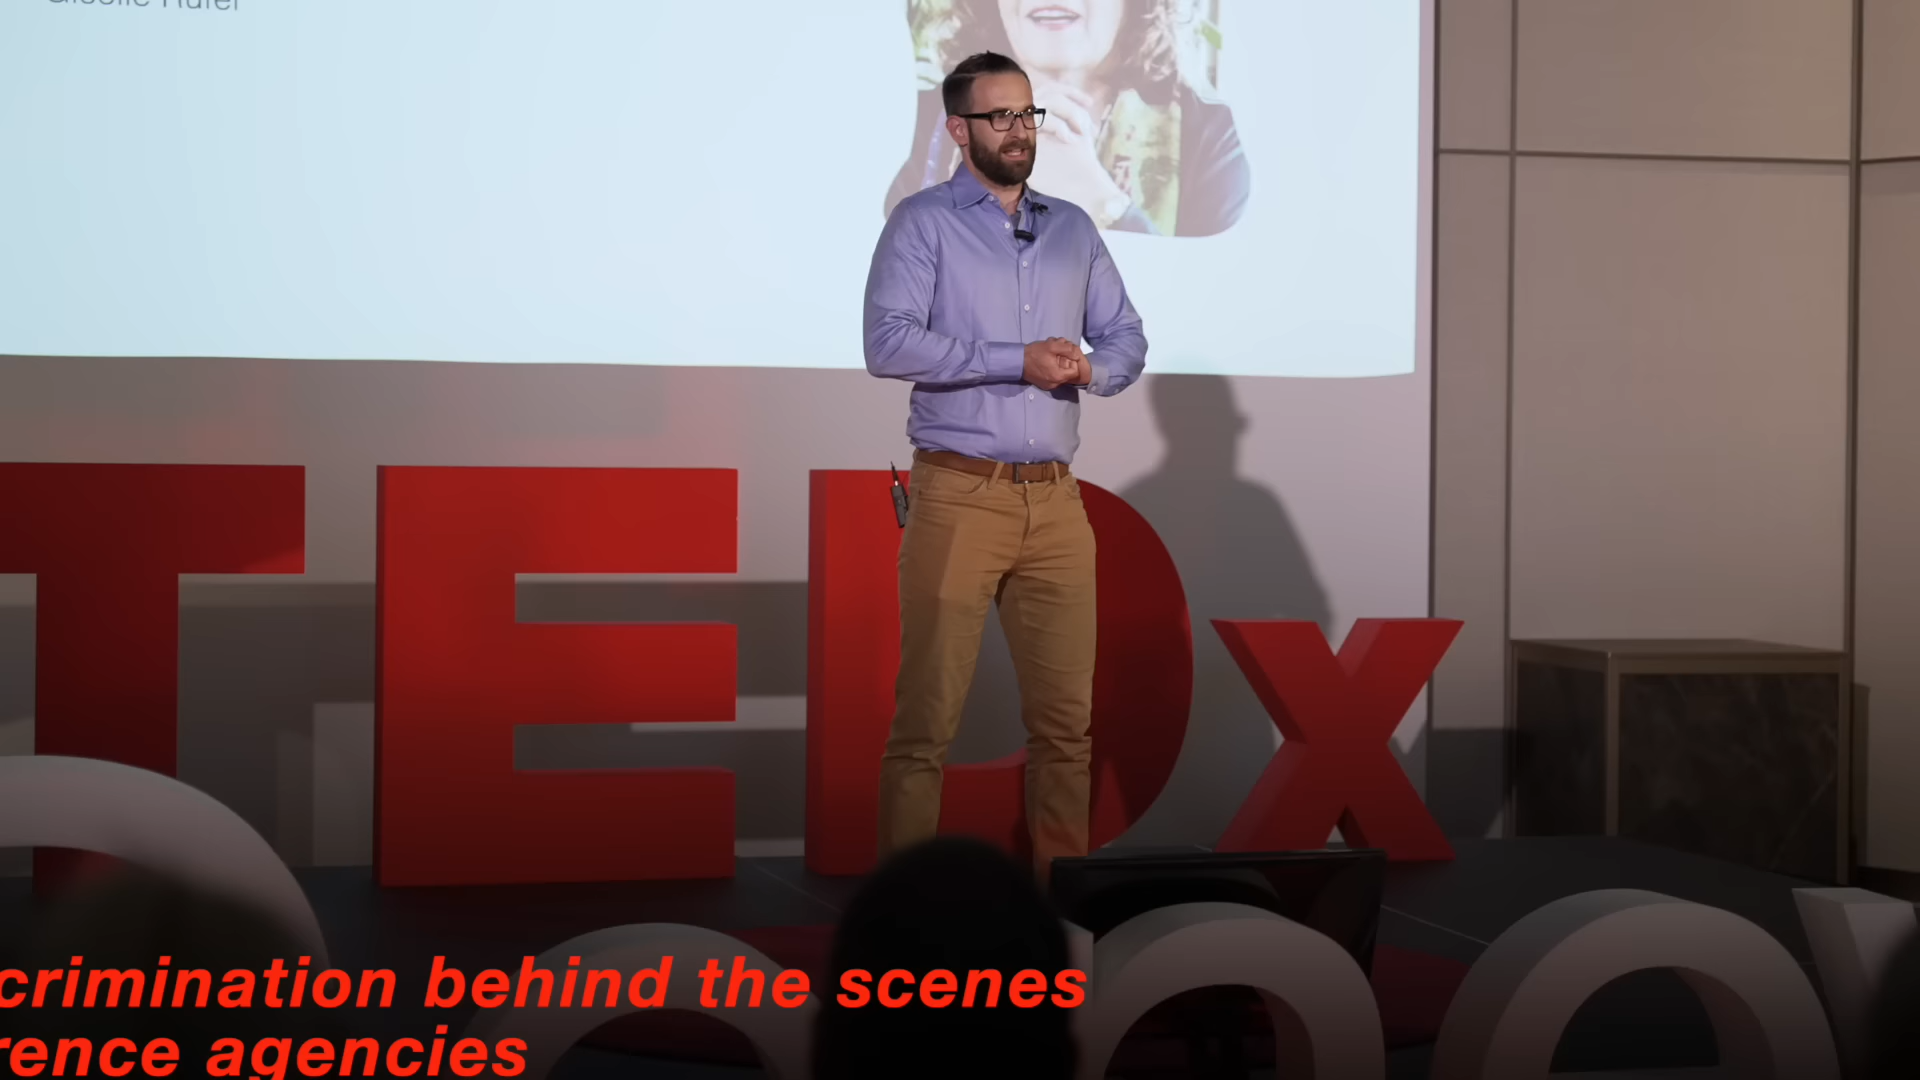 TEDx
crimination behind the scenes
rence agencies